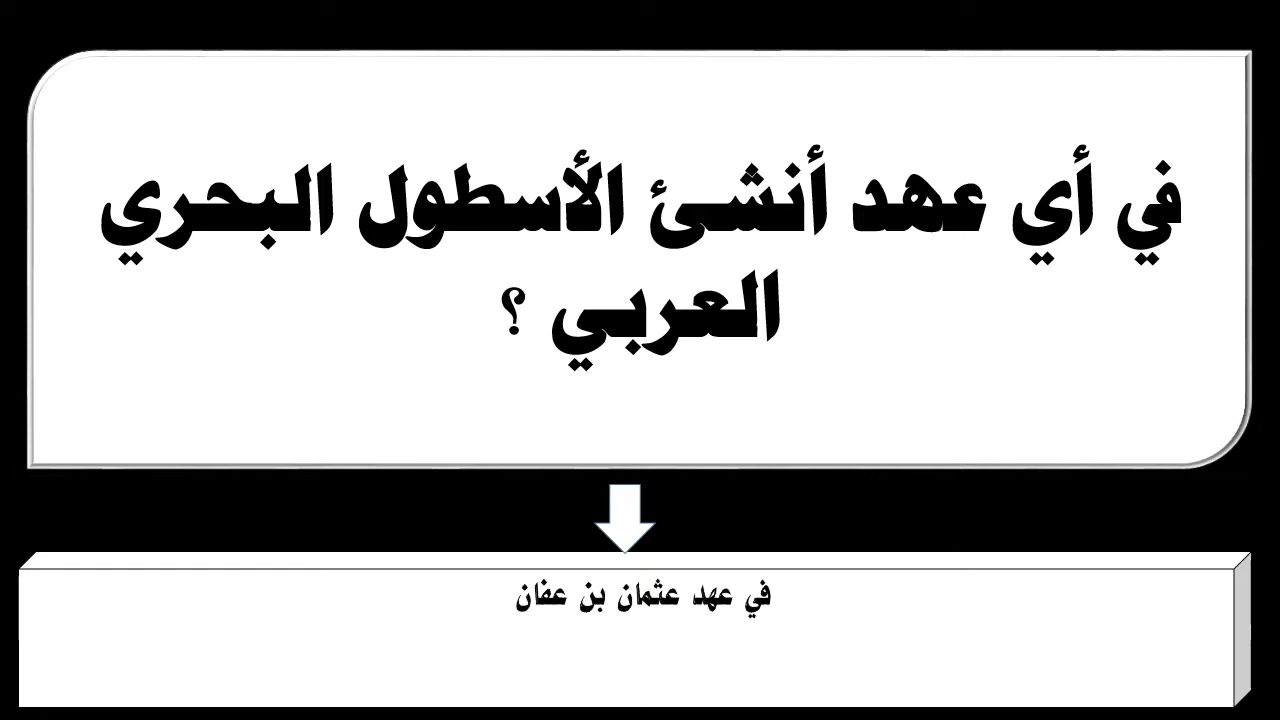 في أي عهد أنشئ الأسطول البحري
العربي ؟
في عهد عثمان بن عفان